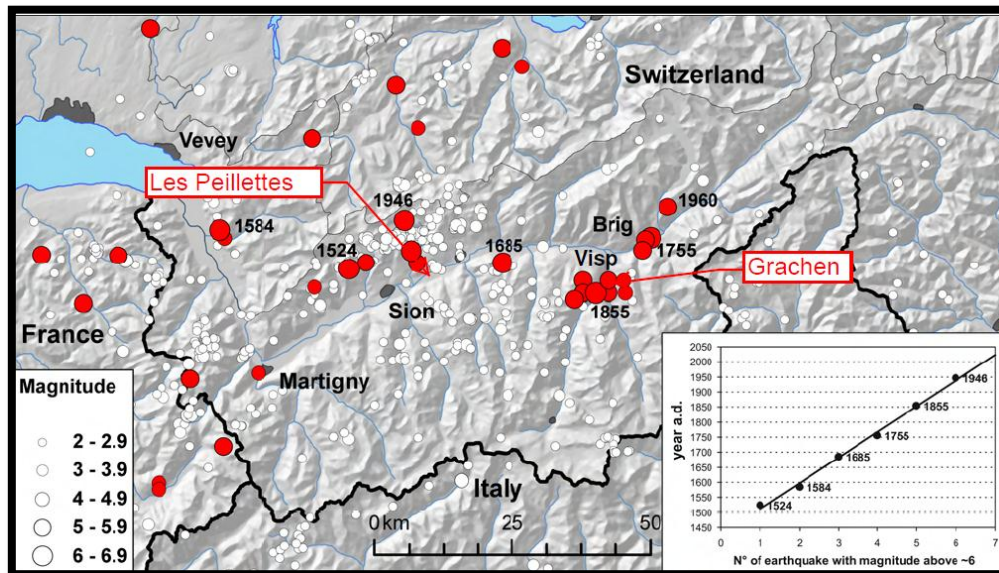 Switzerland
Vevey
Les Peillettes
1946
1960
1584
Brig
1524
1685
1755
Visp
Grachen
1855
Sion
France
Martigny
Italy
Magnitude
2 - 2.9
3 - 3.9
4 - 4.9
5 - 5.9
6 - 6.9
0 km 25 50
year a.d.
2050
2000
1950
1900
1850
1800
1750
1700
1650
1600
1550
1500
1450
1946
1855
1755
1685
1584
1524
0 1 2 3 4 5 6 7
N° of earthquake with magnitude above ~6